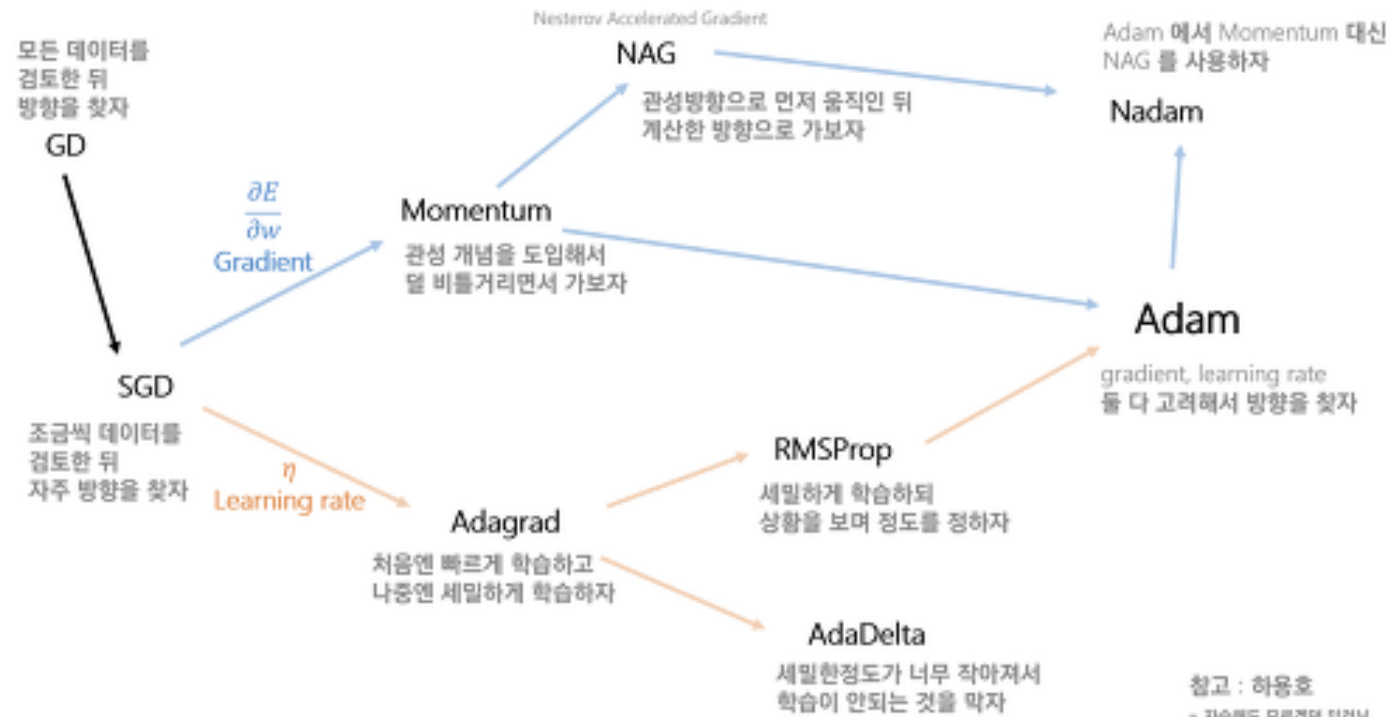 Nesterov Accelerated Gradient
NAG
관성방향으로 먼저 움직인 뒤
계산한 방향으로 가보자
Adam 에서 Momentum 대신
NAG 를 사용하자
Nadam
모든 데이터를
검토한 뒤
방향을 찾자
GD
∂E
∂w
Gradient
Momentum
관성 개념을 도입해서
덜 비틀거리면서 가보자
Adam
gradient, learning rate
둘 다 고려해서 방향을 찾자
SGD
조금씩 데이터를
검토한 뒤
자주 방향을 찾자
η
Learning rate
Adagrad
처음엔 빠르게 학습하고
나중엔 세밀하게 학습하자
RMSProp
세밀하게 학습하되
상황을 보며 정도를 정하자
AdaDelta
세밀한정도가 너무 작아져서
학습이 안되는 것을 막자
참고 : 하용호